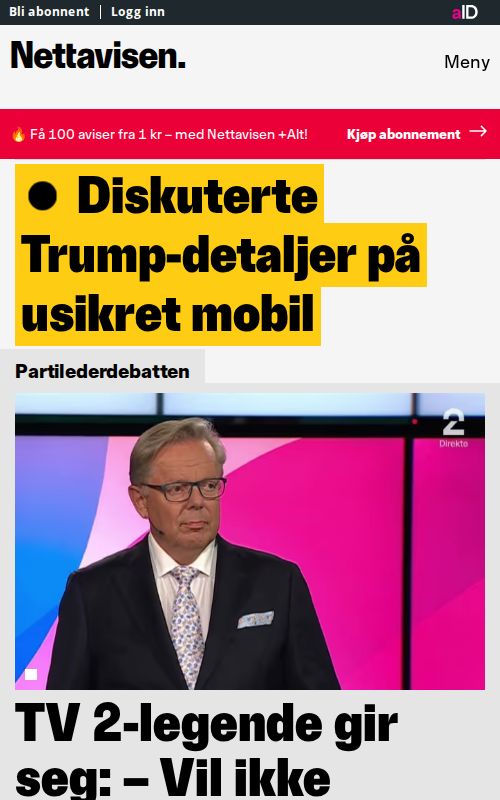 Bli abonnent | Logg inn
aID
Nettavisen.
Meny
🔥 Få 100 aviser fra 1 kr – med Nettavisen +Alt!
Kjøp abonnement →
● Diskuterte
Trump-detaljer på
usikret mobil
Partilederdebatten
2
Direkte
TV 2-legende gir
seg: – Vil ikke